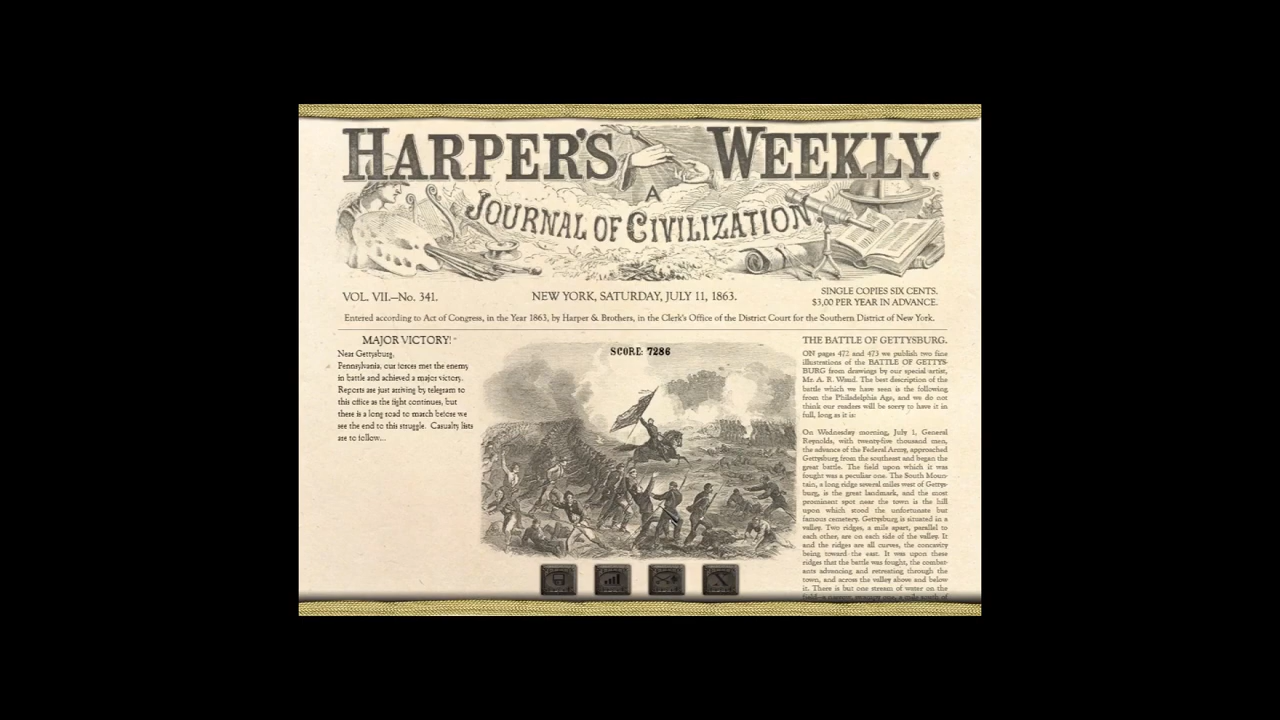 HARPER'S WEEKLY.
A
JOURNAL OF CIVILIZATION
VOL. VII.—No. 341.
NEW YORK, SATURDAY, JULY 11, 1863.
SINGLE COPIES SIX CENTS.
$3,00 PER YEAR IN ADVANCE.
Entered according to Act of Congress, in the Year 1863, by Harper & Brothers, in the Clerk's Office of the District Court for the Southern District of New York.
MAJOR VICTORY!
Near Gettysburg,
Pennsylvania, our forces met the enemy
in battle and achieved a major victory.
Reports are just arriving by telegram to
this office as the fight continues, but
there is a long road to march before we
see the end to this struggle. Casualty lists
are to follow...
SCORE: 7286
THE BATTLE OF GETTYSBURG.
ON pages 472 and 473 we publish two fine
illustrations of the BATTLE OF GETTYS-
BURG from drawings by our special artist,
Mr. A. R. Waud. The best description of the
battle which we have seen is the following
from the Philadelphia Age, and we do not
think our readers will be sorry to have it in
full, long as it is:
On Wednesday morning, July 1, General
Reynolds, with twenty-five thousand men,
the advance of the Federal Army, approached
Gettysburg from the southeast and began the
great battle. The field upon which it was
fought was a peculiar one. The South Moun-
tain, a long ridge several miles west of Gettys-
burg, is the great landmark, and the most
prominent spot near the town is the hill
upon which stood the unfortunate but
famous cemetery. Gettysburg is situated in a
valley. Two ridges, a mile apart, parallel to
each other, are on each side of the valley. It
and the ridges are all curves, the concavity
being toward the east. It was upon these
ridges that the battle was fought, the combat-
ants advancing and retreating through the
town, and across the valley above and below
it. There is but one stream of water on the